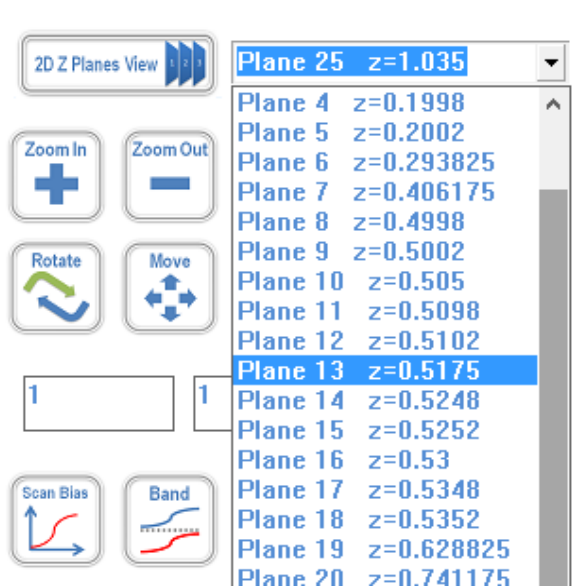 2D Z Planes View 1 2 3
Plane 25 z=1.035
Plane 4 z=0.1998
Plane 5 z=0.2002
Plane 6 z=0.293825
Plane 7 z=0.406175
Plane 8 z=0.4998
Plane 9 z=0.5002
Plane 10 z=0.505
Plane 11 z=0.5098
Plane 12 z=0.5102
Plane 13 z=0.5175
Plane 14 z=0.5248
Plane 15 z=0.5252
Plane 16 z=0.53
Plane 17 z=0.5348
Plane 18 z=0.5352
Plane 19 z=0.628825
Plane 20 z=0.741175
Zoom In
Zoom Out
Rotate
Move
1
1
Scan Bias
Band